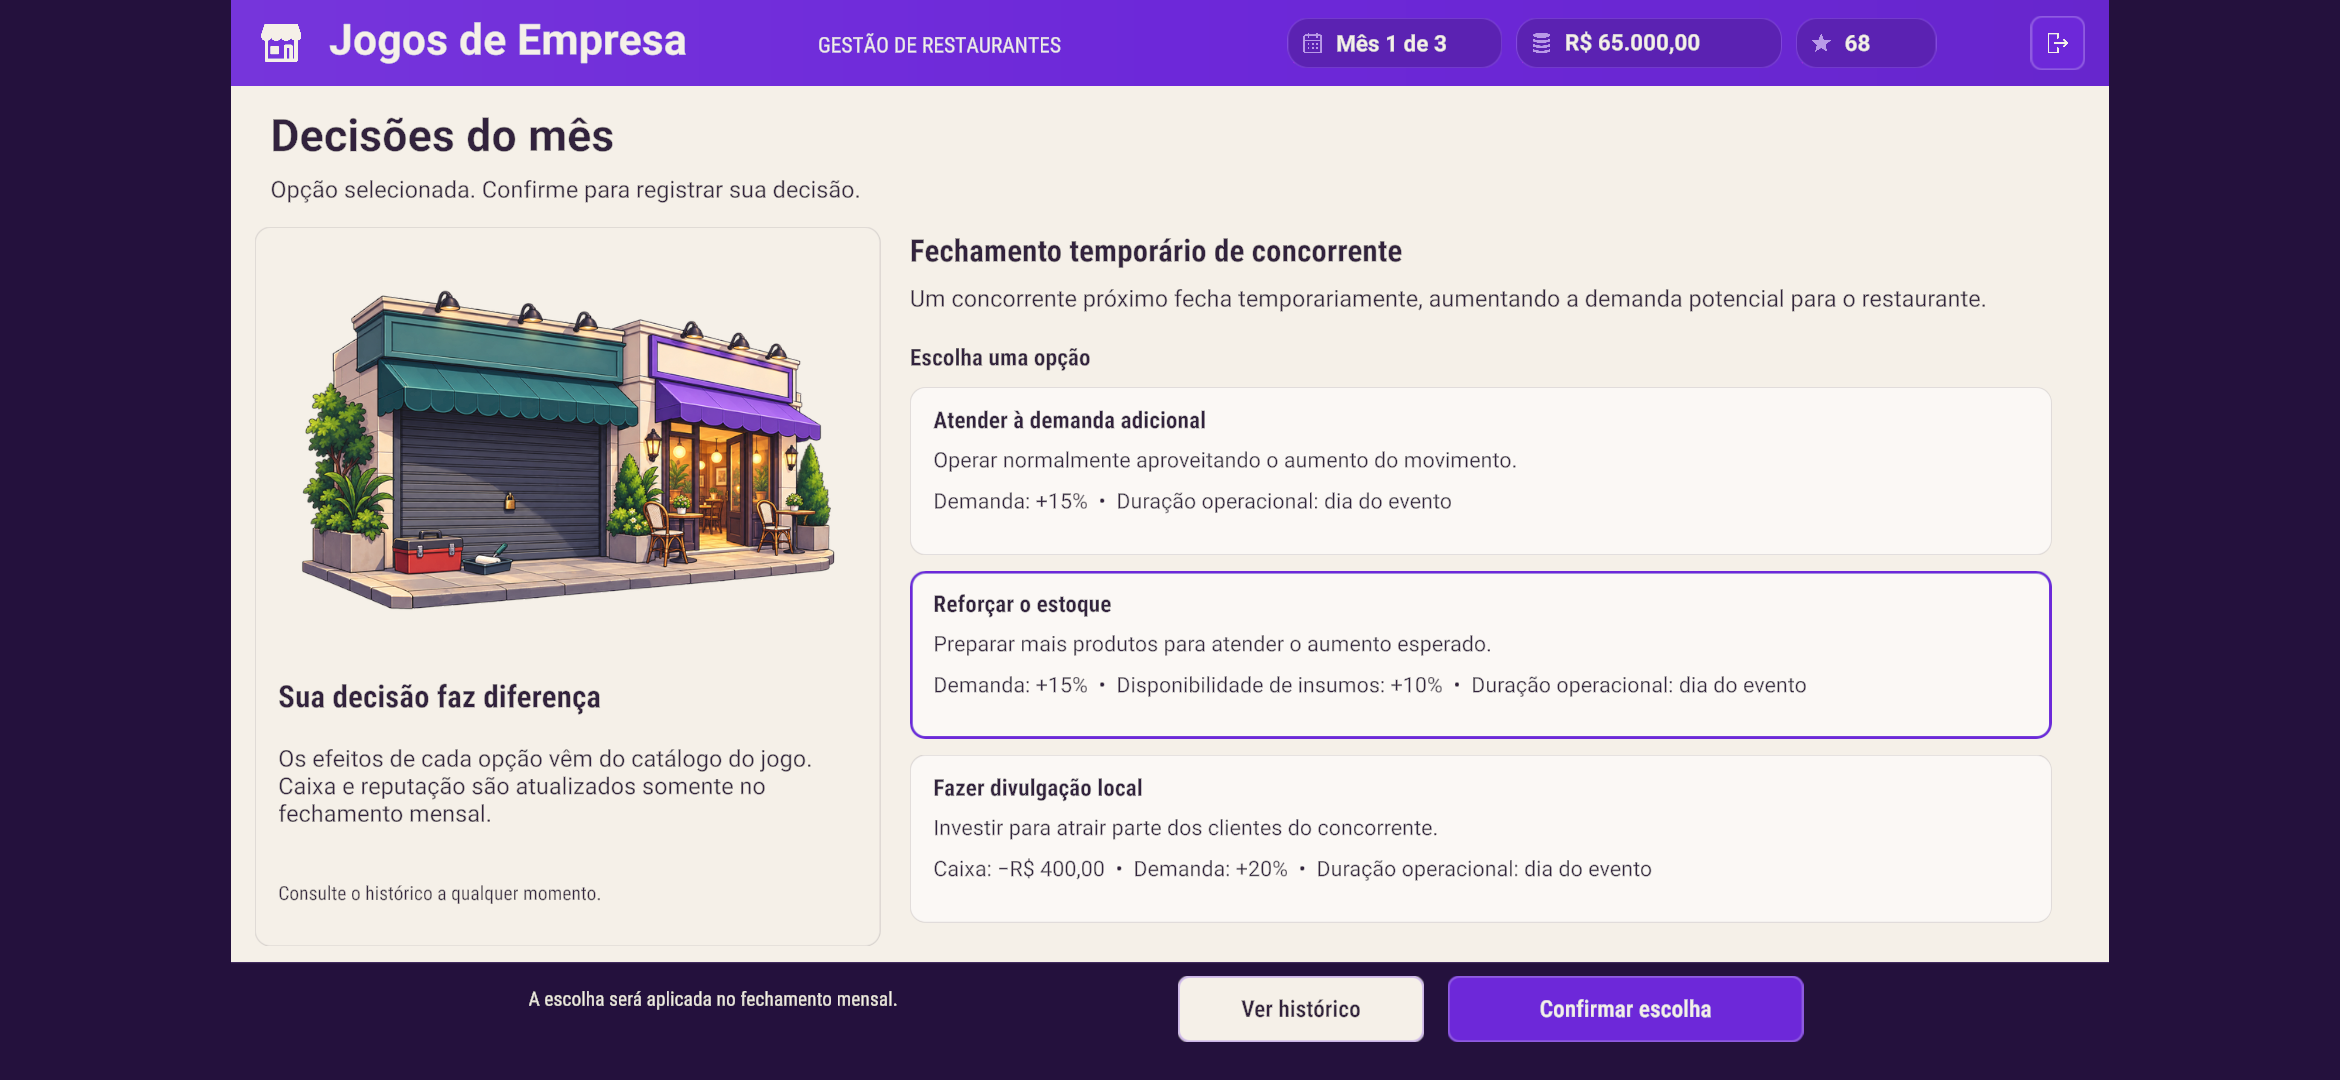 Jogos de Empresa
GESTÃO DE RESTAURANTES
Mês 1 de 3
R$ 65.000,00
68
Decisões do mês
Opção selecionada. Confirme para registrar sua decisão.
Sua decisão faz diferença
Os efeitos de cada opção vêm do catálogo do jogo.
Caixa e reputação são atualizados somente no
fechamento mensal.
Consulte o histórico a qualquer momento.
Fechamento temporário de concorrente
Um concorrente próximo fecha temporariamente, aumentando a demanda potencial para o restaurante.
Escolha uma opção
Atender à demanda adicional
Operar normalmente aproveitando o aumento do movimento.
Demanda: +15% • Duração operacional: dia do evento
Reforçar o estoque
Preparar mais produtos para atender o aumento esperado.
Demanda: +15% • Disponibilidade de insumos: +10% • Duração operacional: dia do evento
Fazer divulgação local
Investir para atrair parte dos clientes do concorrente.
Caixa: −R$ 400,00 • Demanda: +20% • Duração operacional: dia do evento
A escolha será aplicada no fechamento mensal.
Ver histórico
Confirmar escolha